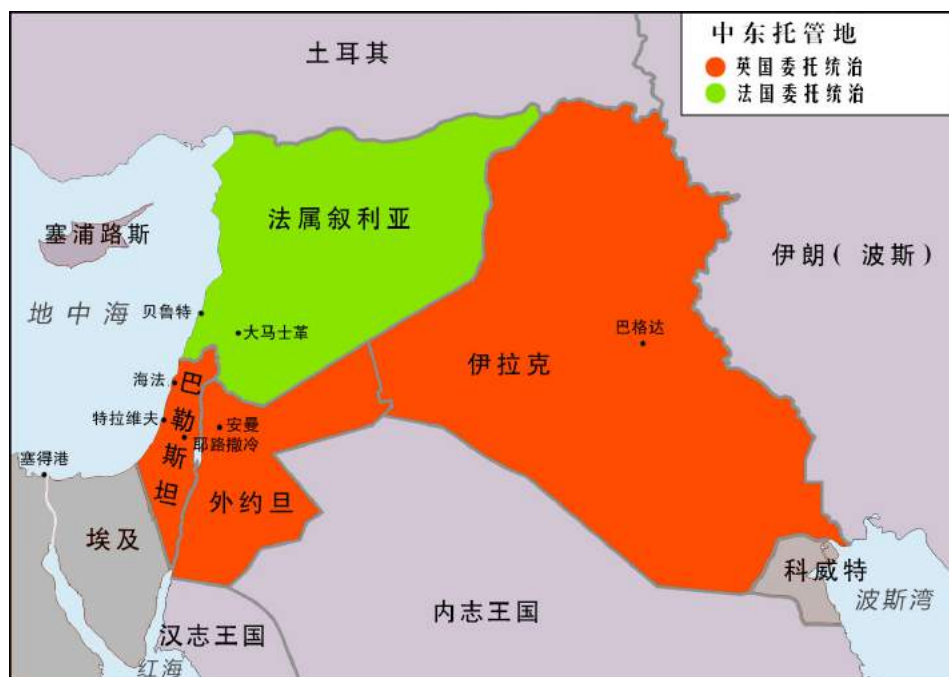 中东托管地
英国委托统治
法国委托统治
土耳其
塞浦路斯
法属叙利亚
伊朗(波斯)
地中海
贝鲁特
大马士革
巴格达
伊拉克
海法
巴勒斯坦
特拉维夫
安曼
耶路撒冷
塞得港
外约旦
埃及
科威特
波斯湾
内志王国
汉志王国
红海